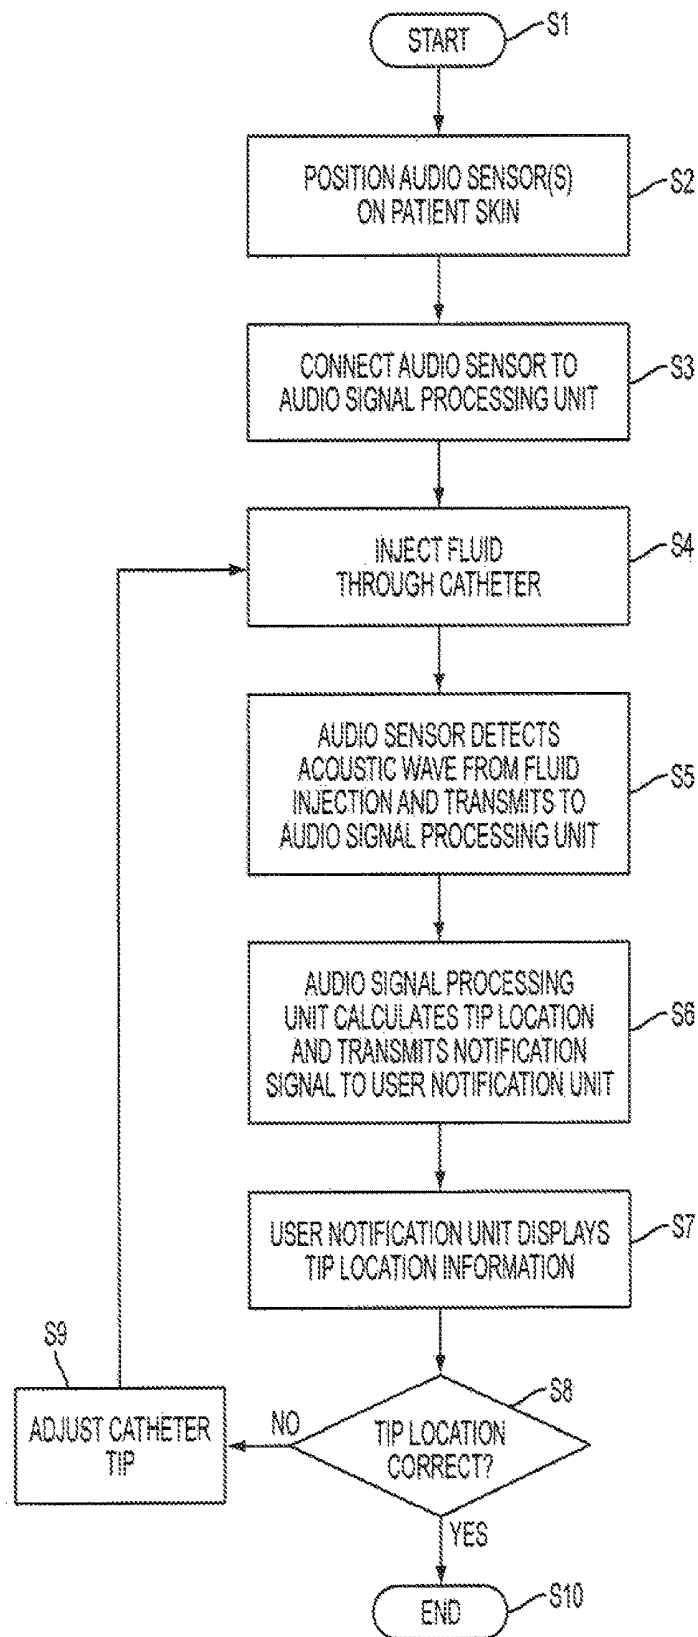 START
S1
POSITION AUDIO SENSOR(S)
ON PATIENT SKIN
S2
CONNECT AUDIO SENSOR TO
AUDIO SIGNAL PROCESSING UNIT
S3
INJECT FLUID
THROUGH CATHETER
S4
AUDIO SENSOR DETECTS
ACOUSTIC WAVE FROM FLUID
INJECTION AND TRANSMITS TO
AUDIO SIGNAL PROCESSING UNIT
S5
AUDIO SIGNAL PROCESSING
UNIT CALCULATES TIP LOCATION
AND TRANSMITS NOTIFICATION
SIGNAL TO USER NOTIFICATION UNIT
S6
USER NOTIFICATION UNIT DISPLAYS
TIP LOCATION INFORMATION
S7
TIP LOCATION
CORRECT?
S8
NO
S9
ADJUST CATHETER
TIP
YES
END
S10